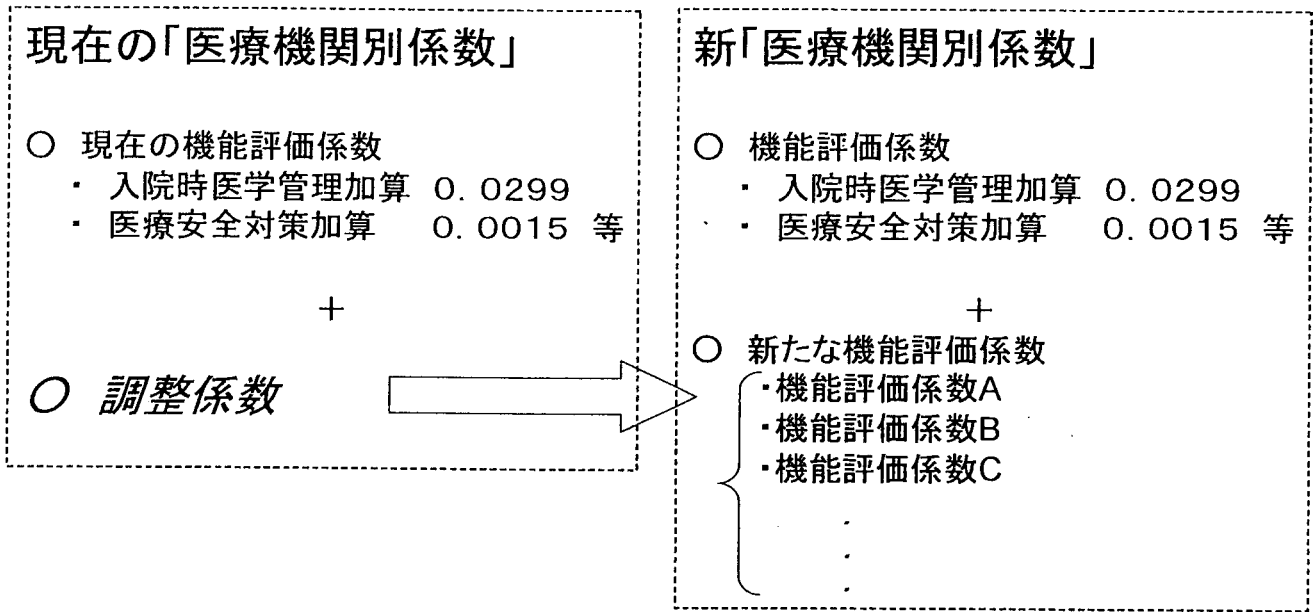 現在の「医療機関別係数」
○ 現在の機能評価係数
・ 入院時医学管理加算 0.0299
・ 医療安全対策加算 0.0015 等
+
○ 調整係数
新「医療機関別係数」
○ 機能評価係数
・ 入院時医学管理加算 0.0299
・ 医療安全対策加算 0.0015 等
+
○ 新たな機能評価係数
・機能評価係数A
・機能評価係数B
・機能評価係数C
・
・
・